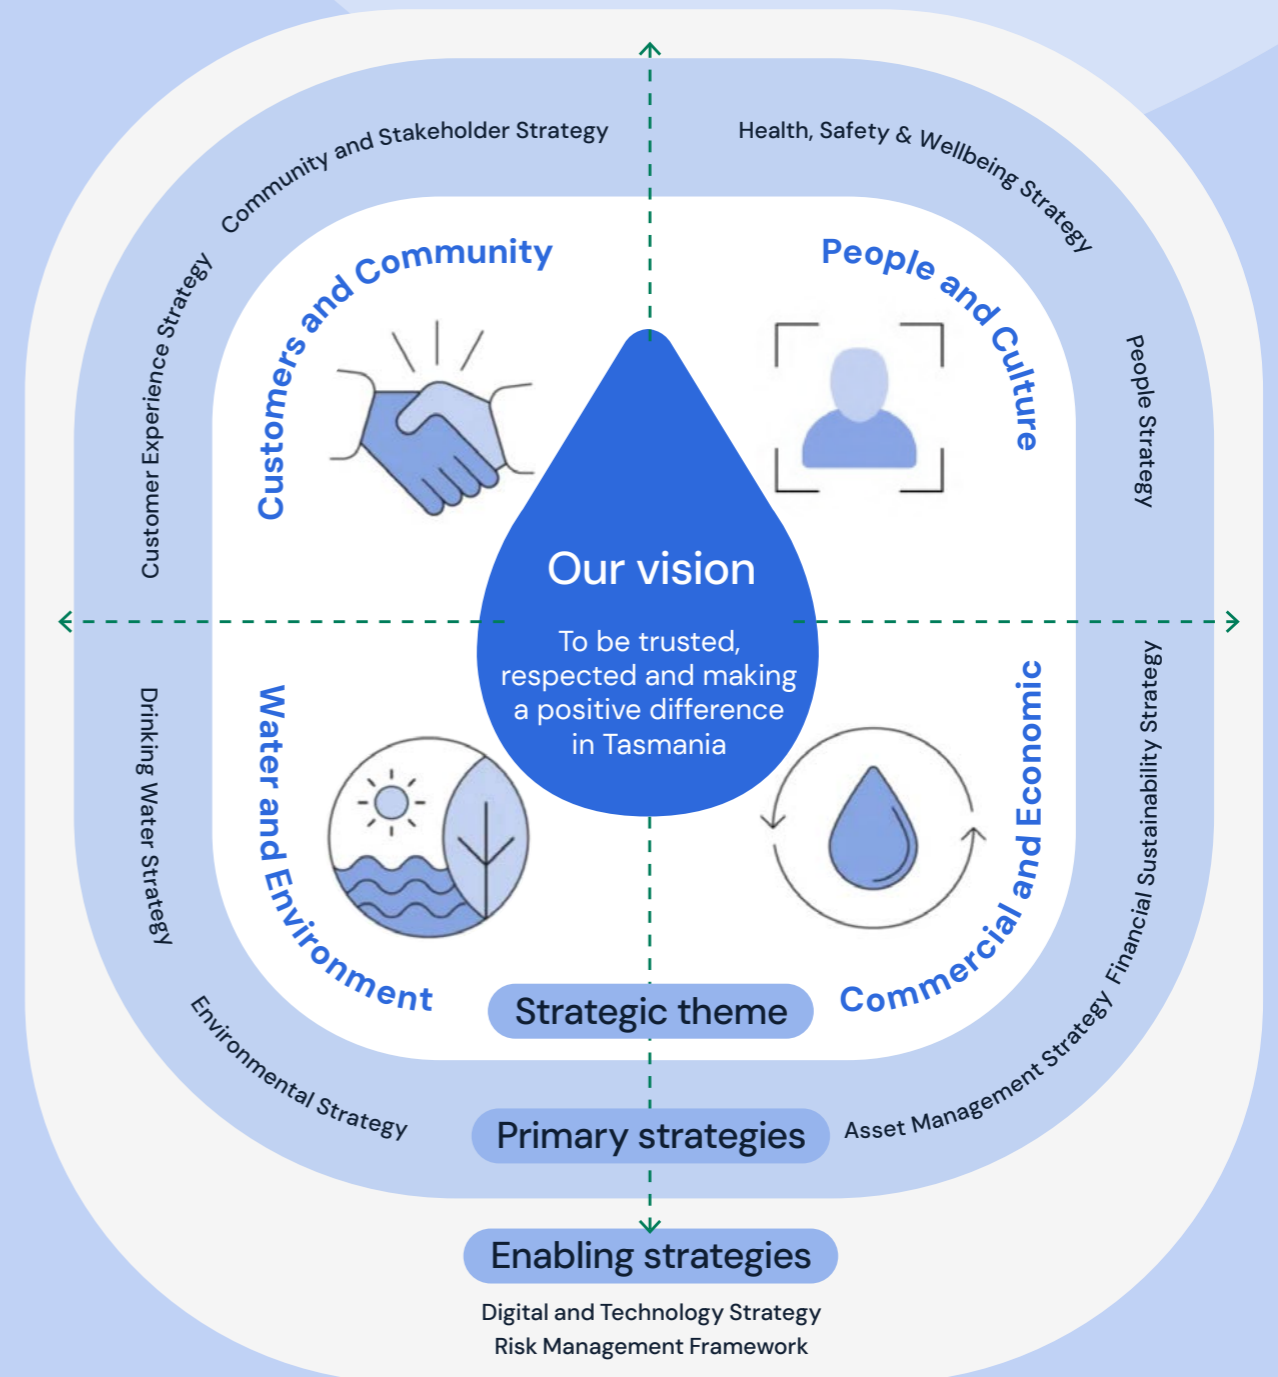 Community and Stakeholder Strategy
Health, Safety & Wellbeing Strategy
Customer Experience Strategy
People Strategy
Customers and Community
People and Culture
Our vision
To be trusted,
respected and making
a positive difference
in Tasmania
Water and Environment
Commercial and Economic
Drinking Water Strategy
Financial Sustainability Strategy
Environmental Strategy
Asset Management Strategy
Strategic theme
Primary strategies
Enabling strategies
Digital and Technology Strategy
Risk Management Framework